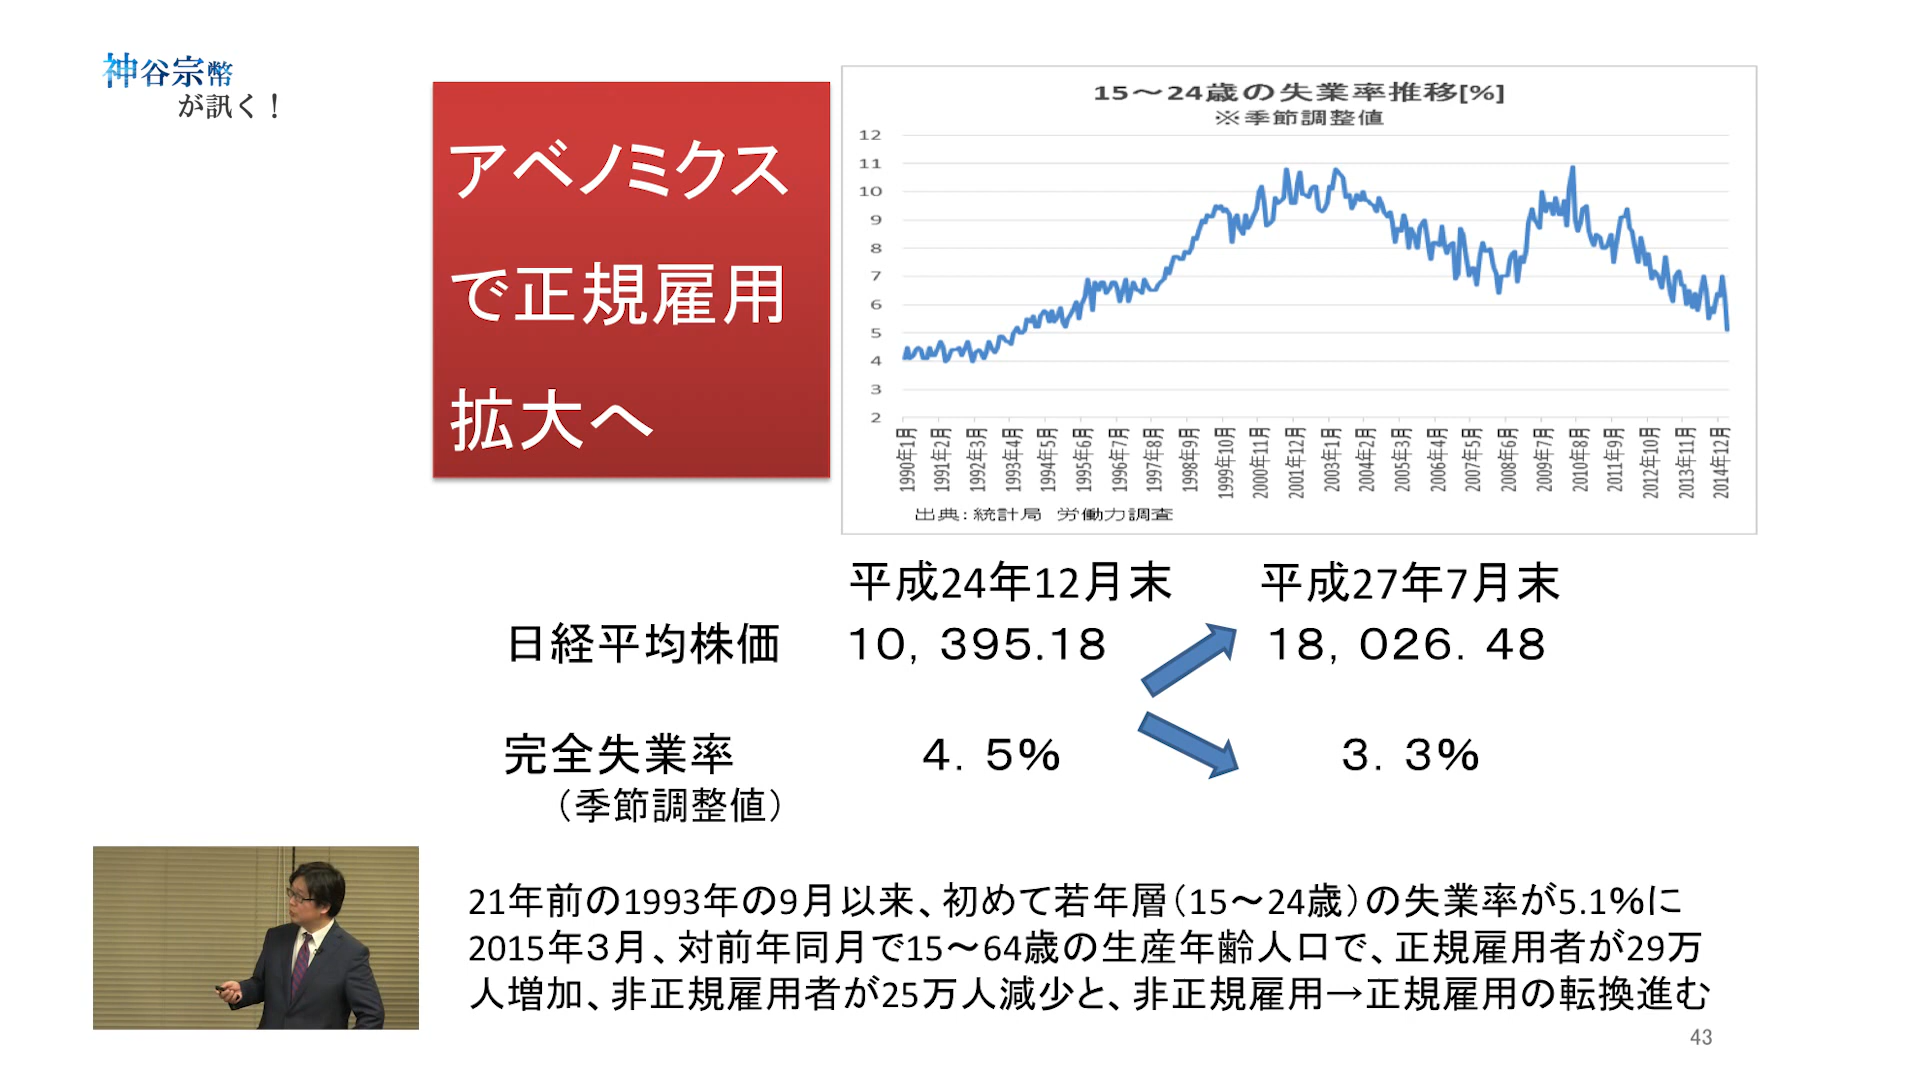 神谷宗幣
が訊く！
アベノミクス
で正規雇用
拡大へ
15～24歳の失業率推移[%]
※季節調整値
12
11
10
9
8
7
6
5
4
3
2
1990年1月
1991年2月
1992年3月
1993年4月
1994年5月
1995年6月
1996年7月
1997年8月
1998年9月
1999年10月
2000年11月
2001年12月
2003年1月
2004年2月
2005年3月
2006年4月
2007年5月
2008年6月
2009年7月
2010年8月
2011年9月
2012年10月
2013年11月
2014年12月
出典：統計局　労働力調査
平成24年12月末　平成27年7月末
日経平均株価　10，395.18　18，026．48
完全失業率　4．5%　3．3%
（季節調整値）
21年前の1993年の9月以来、初めて若年層（15～24歳）の失業率が5.1％に
2015年３月、対前年同月で15～64歳の生産年齢人口で、正規雇用者が29万
人増加、非正規雇用者が25万人減少と、非正規雇用→正規雇用の転換進む
43